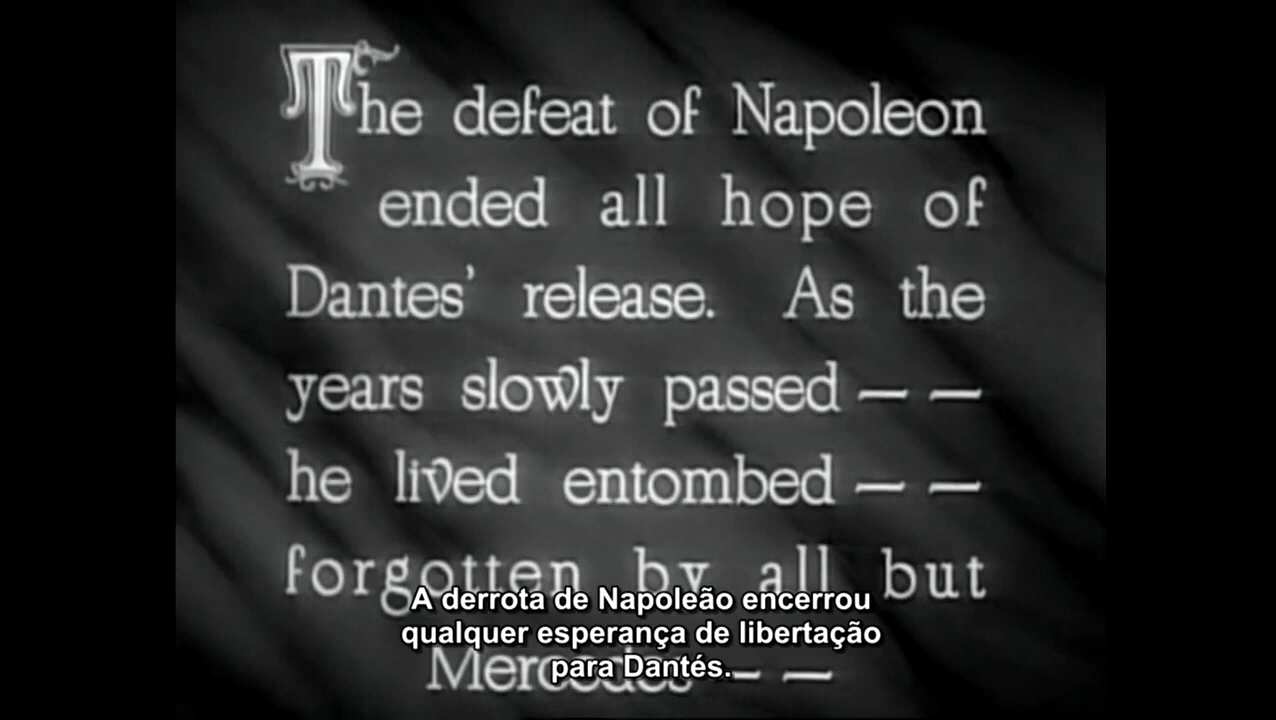 The defeat of Napoleon
ended all hope of
Dantes' release. As the
years slowly passed — —
he lived entombed — —
forgotten by all but
Mercedes — —
A derrota de Napoleão encerrou
qualquer esperança de libertação
para Dantés.